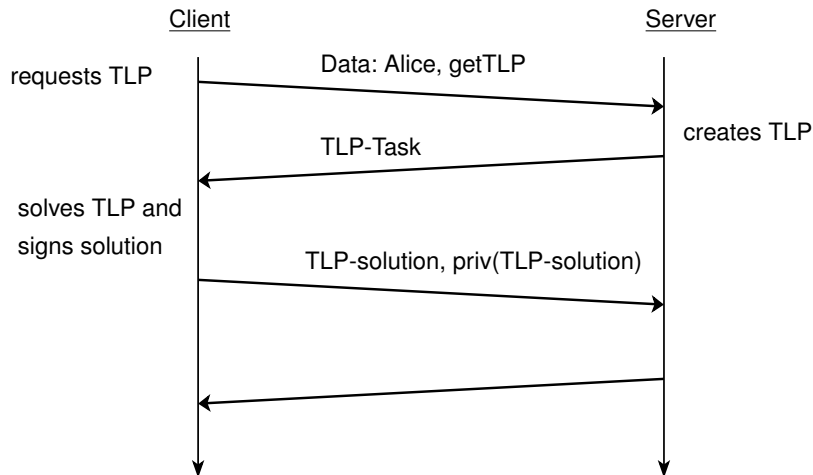 Client
Server
requests TLP
Data: Alice, getTLP
creates TLP
TLP-Task
solves TLP and
signs solution
TLP-solution, priv(TLP-solution)